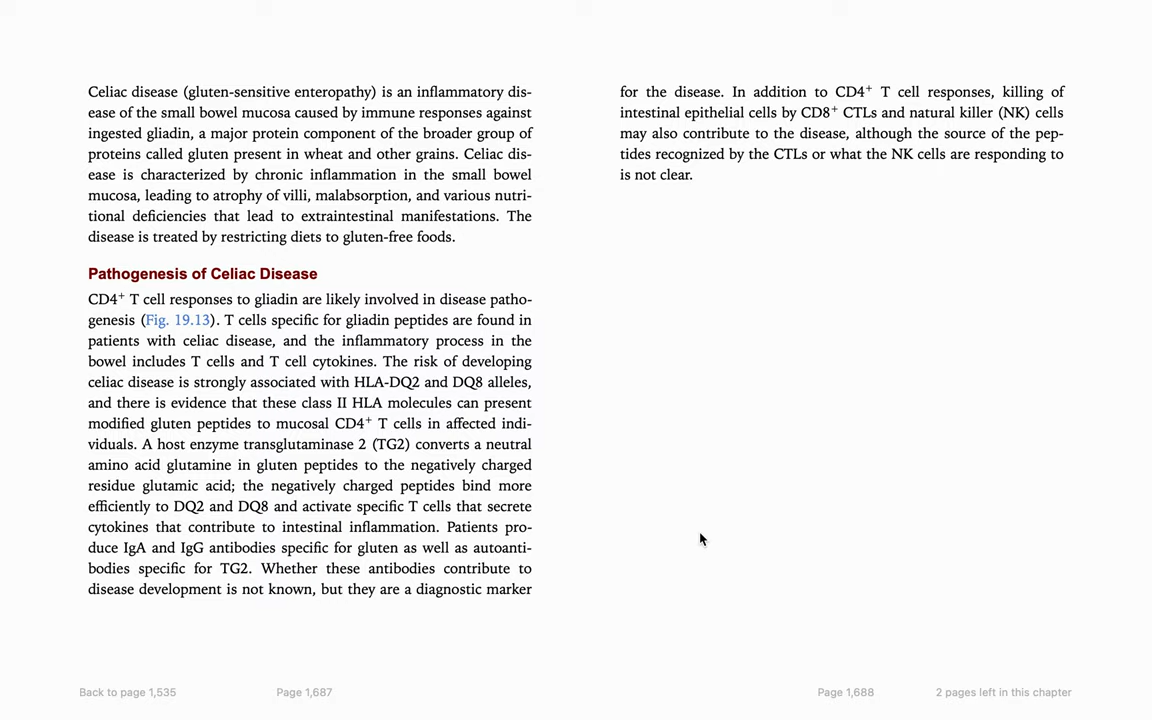 Celiac disease (gluten-sensitive enteropathy) is an inflammatory dis-
ease of the small bowel mucosa caused by immune responses against
ingested gliadin, a major protein component of the broader group of
proteins called gluten present in wheat and other grains. Celiac dis-
ease is characterized by chronic inflammation in the small bowel
mucosa, leading to atrophy of villi, malabsorption, and various nutri-
tional deficiencies that lead to extraintestinal manifestations. The
disease is treated by restricting diets to gluten-free foods.
Pathogenesis of Celiac Disease
CD4⁺ T cell responses to gliadin are likely involved in disease patho-
genesis (Fig. 19.13). T cells specific for gliadin peptides are found in
patients with celiac disease, and the inflammatory process in the
bowel includes T cells and T cell cytokines. The risk of developing
celiac disease is strongly associated with HLA-DQ2 and DQ8 alleles,
and there is evidence that these class II HLA molecules can present
modified gluten peptides to mucosal CD4⁺ T cells in affected indi-
viduals. A host enzyme transglutaminase 2 (TG2) converts a neutral
amino acid glutamine in gluten peptides to the negatively charged
residue glutamic acid; the negatively charged peptides bind more
efficiently to DQ2 and DQ8 and activate specific T cells that secrete
cytokines that contribute to intestinal inflammation. Patients pro-
duce IgA and IgG antibodies specific for gluten as well as autoanti-
bodies specific for TG2. Whether these antibodies contribute to
disease development is not known, but they are a diagnostic marker
for the disease. In addition to CD4⁺ T cell responses, killing of
intestinal epithelial cells by CD8⁺ CTLs and natural killer (NK) cells
may also contribute to the disease, although the source of the pep-
tides recognized by the CTLs or what the NK cells are responding to
is not clear.
Back to page 1,535
Page 1,687
Page 1,688
2 pages left in this chapter